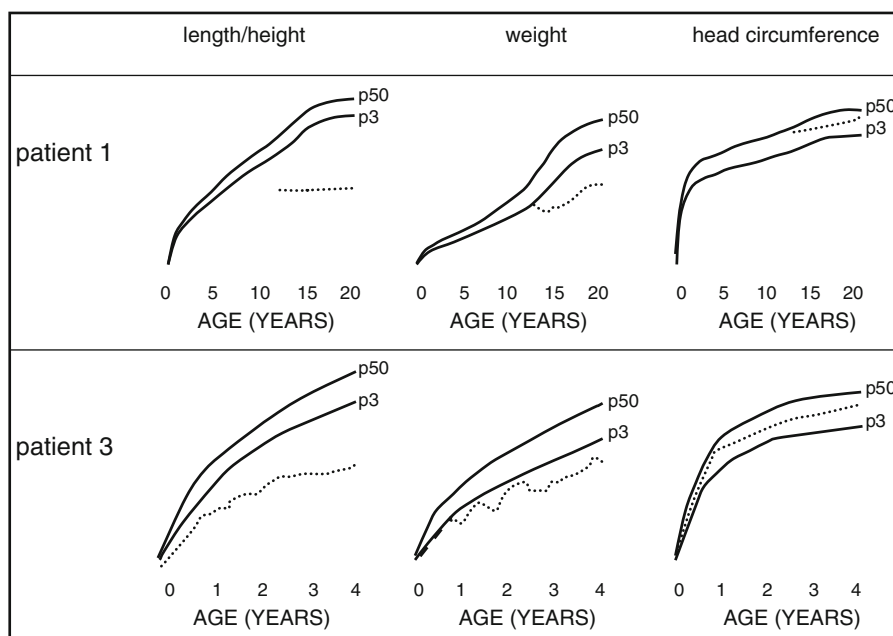 length/height weight head circumference
patient 1
p50 p3 p50 p3 p50 p3
0 5 10 15 20 0 5 10 15 20 0 5 10 15 20
AGE (YEARS) AGE (YEARS) AGE (YEARS)
patient 3
p50 p3 p50 p3 p50 p3
0 1 2 3 4 0 1 2 3 4 0 1 2 3 4
AGE (YEARS) AGE (YEARS) AGE (YEARS)